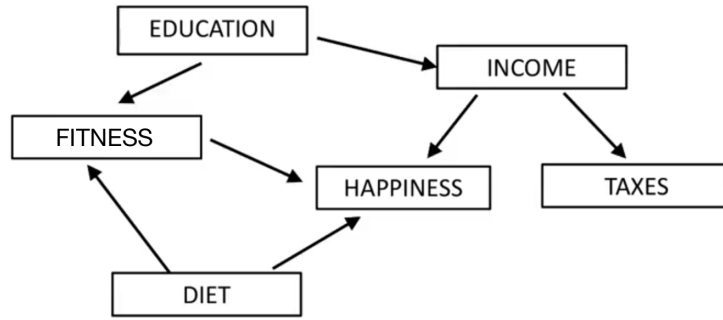 EDUCATION
INCOME
FITNESS
HAPPINESS
TAXES
DIET